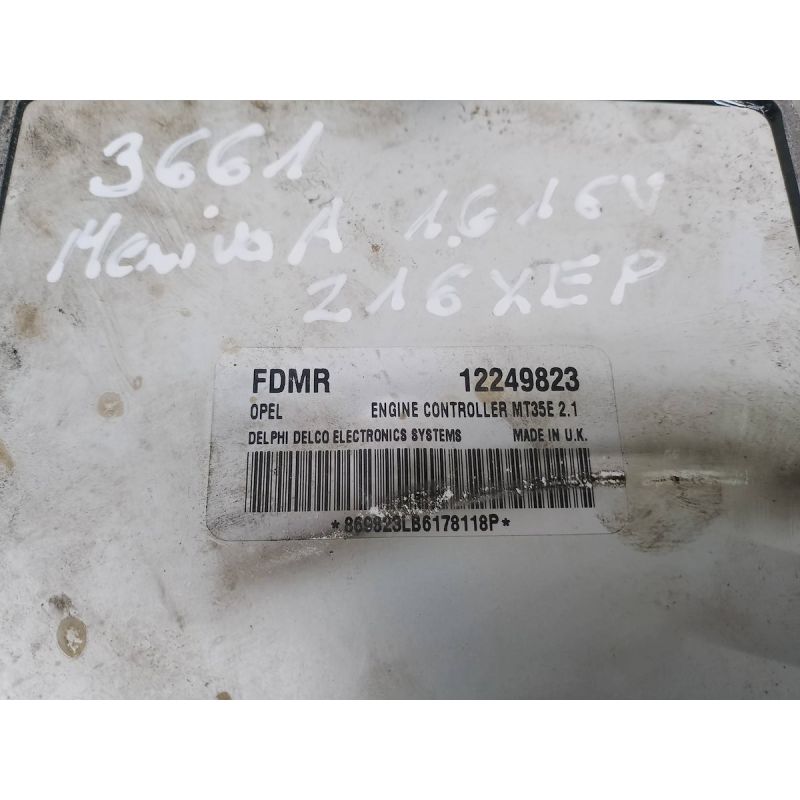 3661
Meriva A 1.6 16V
Z16XEP
FDMR 12249823
OPEL ENGINE CONTROLLER MT35E 2.1
DELPHI DELCO ELECTRONICS SYSTEMS MADE IN U.K.
*869823LB6178118P*